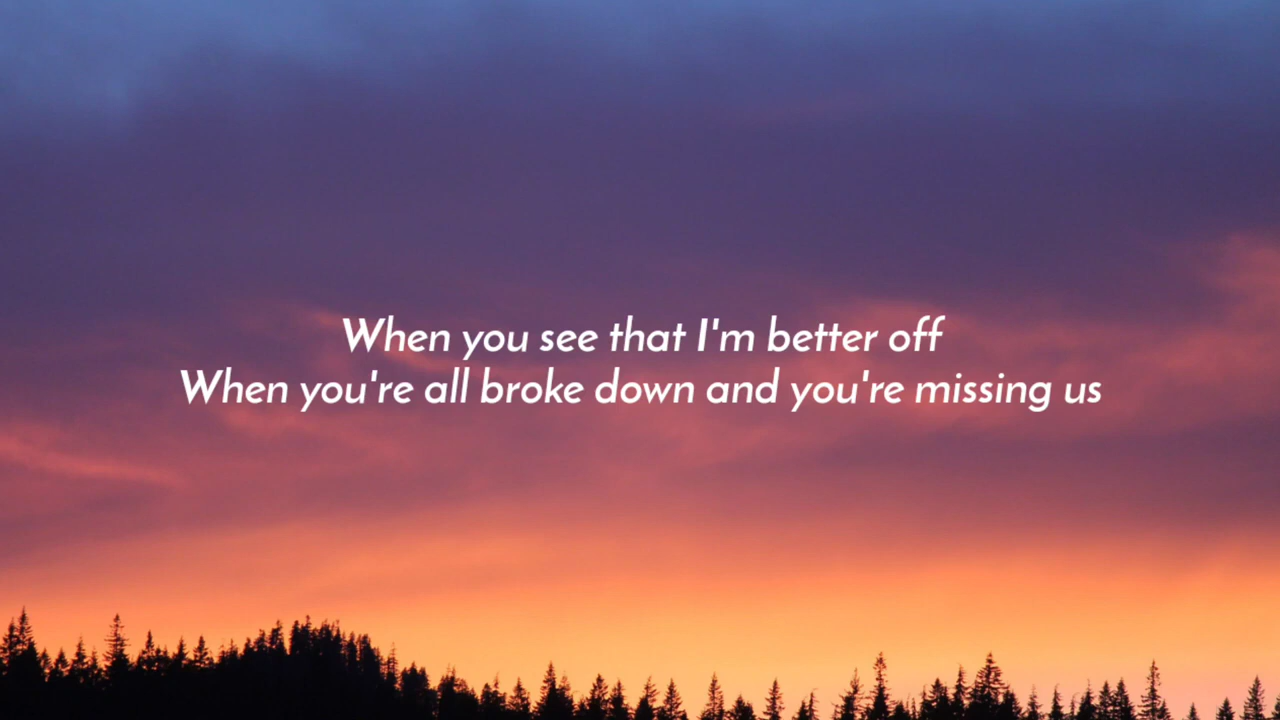 When you see that I'm better off
When you're all broke down and you're missing us